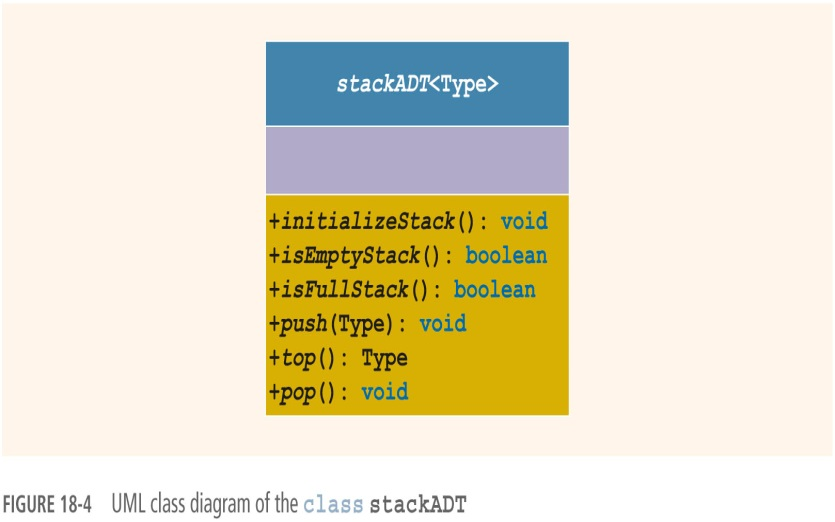 stackADT<Type>
+initializeStack(): void
+isEmptyStack(): boolean
+isFullStack(): boolean
+push(Type): void
+top(): Type
+pop(): void
FIGURE 18-4 UML class diagram of the class stackADT